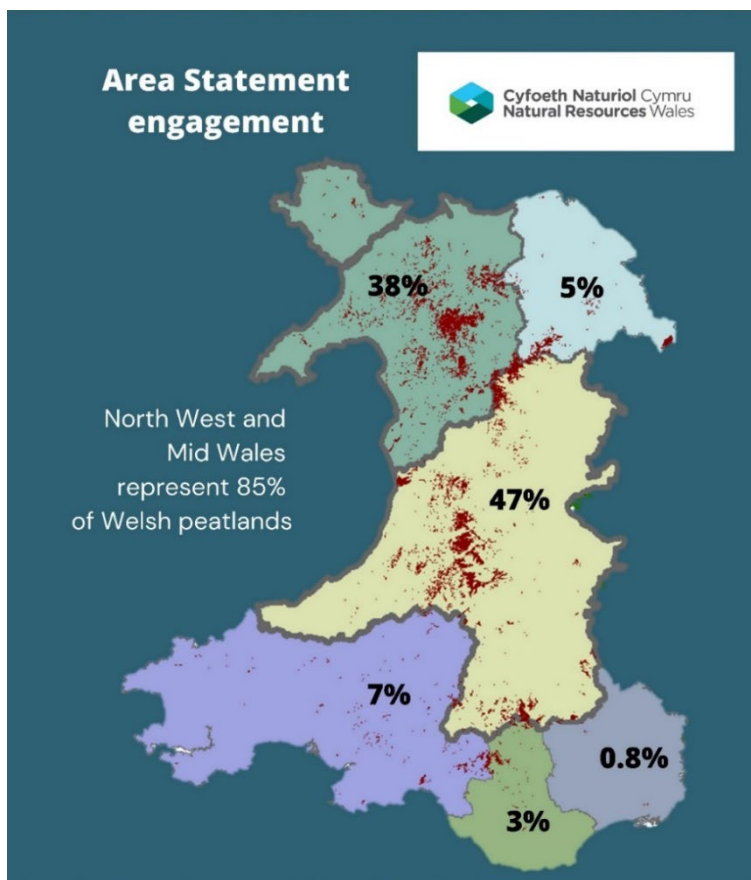 Area Statement
engagement
Cyfoeth Naturiol Cymru
Natural Resources Wales
38%
5%
North West and
Mid Wales
represent 85%
of Welsh peatlands
47%
7%
0.8%
3%